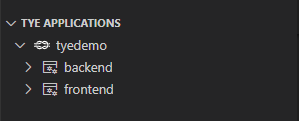 TYE APPLICATIONS
tyedemo
backend
frontend